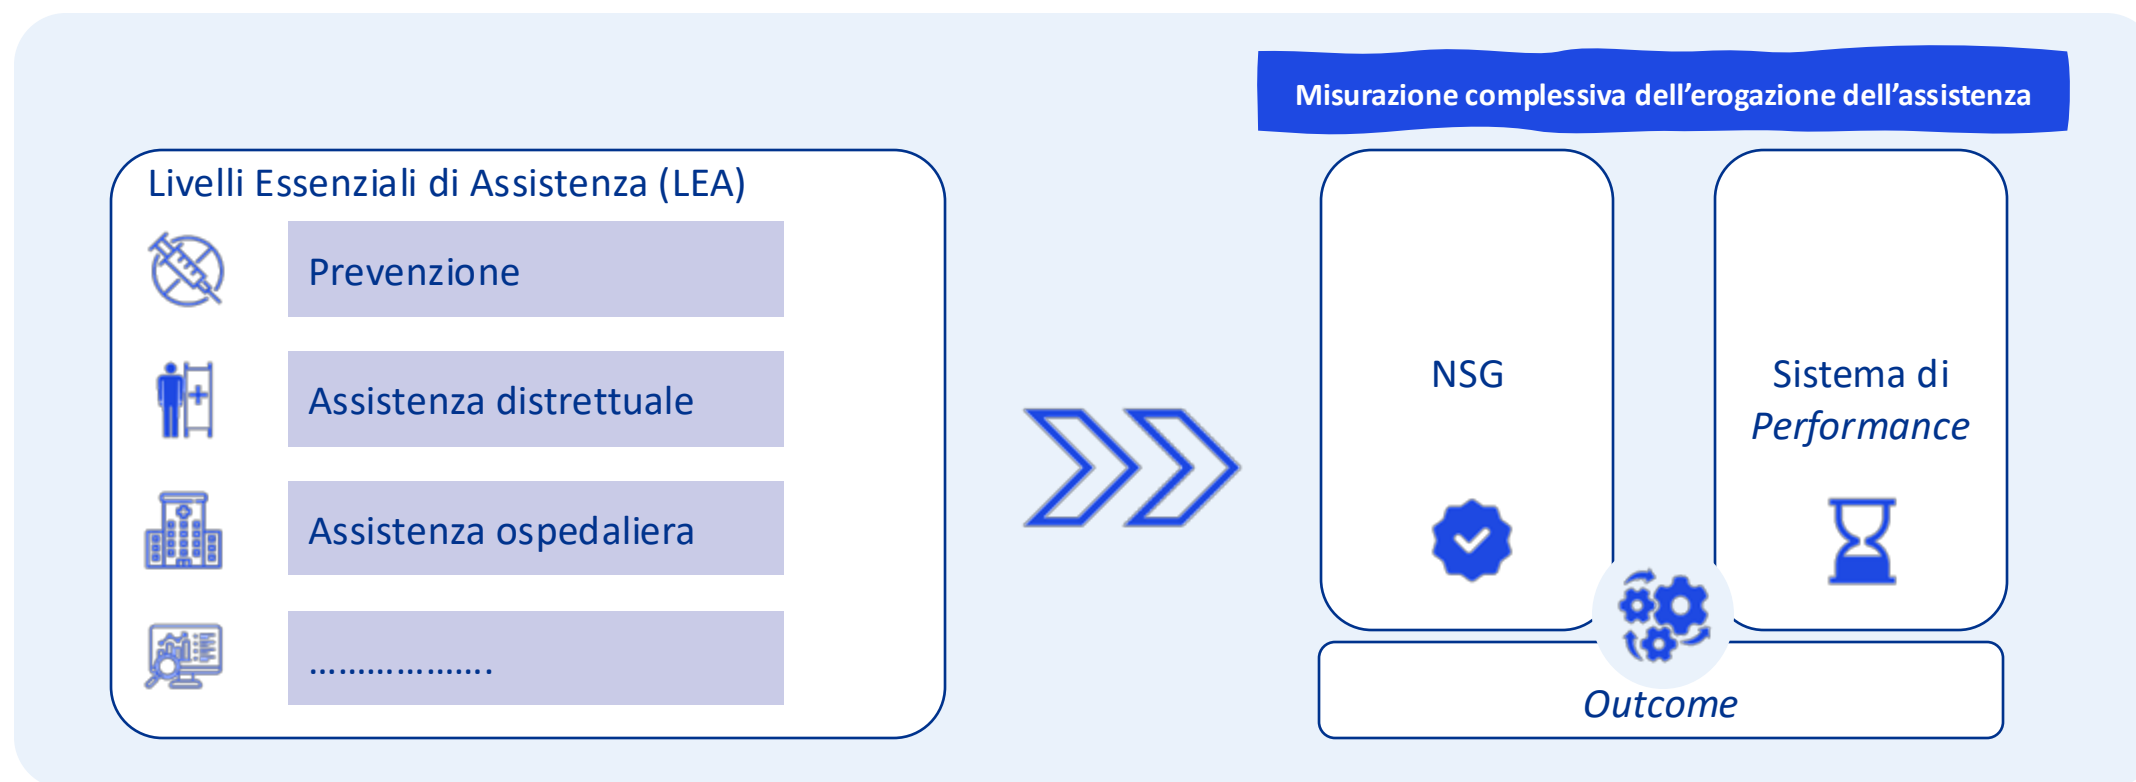 Misurazione complessiva dell’erogazione dell’assistenza
Livelli Essenziali di Assistenza (LEA)
Prevenzione
Assistenza distrettuale
Assistenza ospedaliera
……………….
NSG
Sistema di
Performance
Outcome